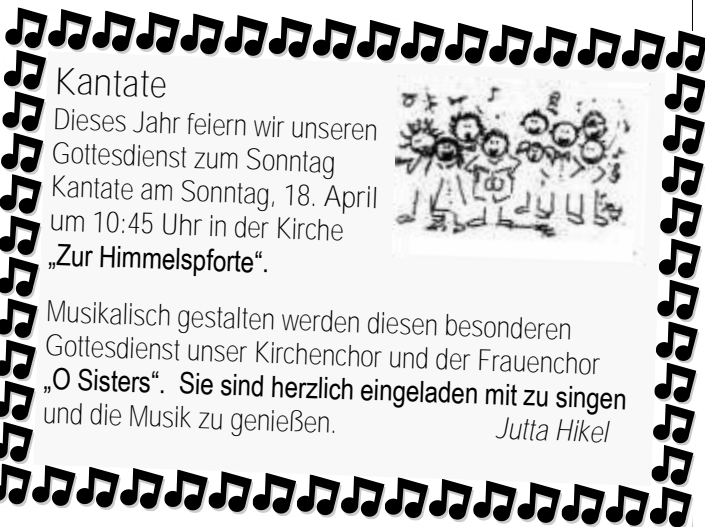 Kantate
Dieses Jahr feiern wir unseren
Gottesdienst zum Sonntag
Kantate am Sonntag, 18. April
um 10:45 Uhr in der Kirche
„Zur Himmelspforte“.
Musikalisch gestalten werden diesen besonderen
Gottesdienst unser Kirchenchor und der Frauenchor
„O Sisters“. Sie sind herzlich eingeladen mit zu singen
und die Musik zu genießen. Jutta Hikel